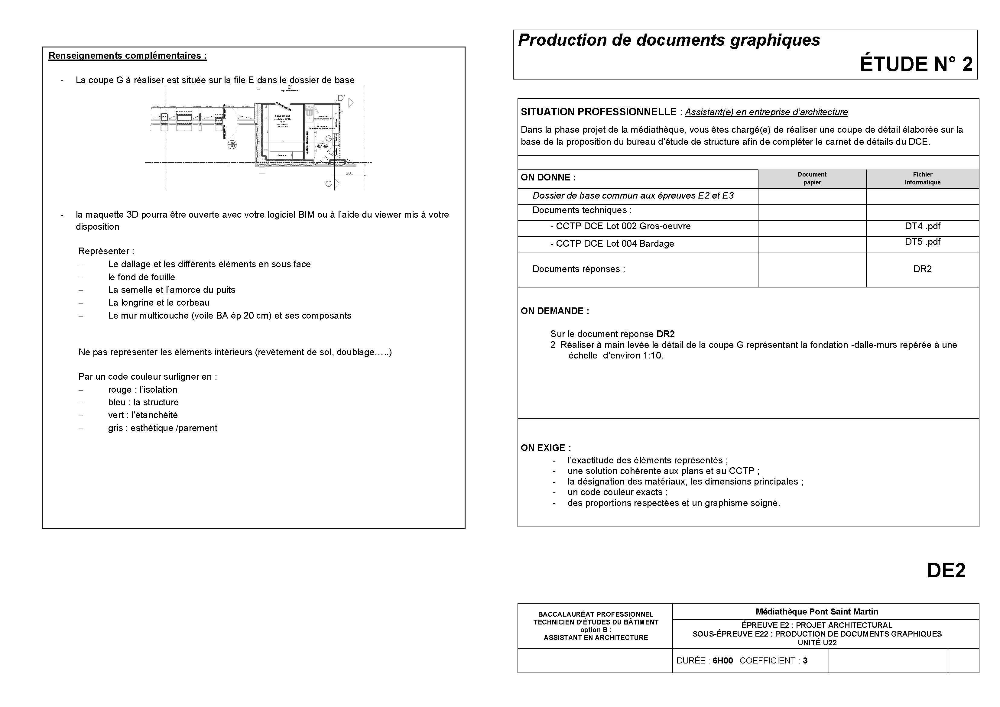 Renseignements complémentaires :
- La coupe G à réaliser est située sur la file E dans le dossier de base
D'
Rangement
mobilier CF1h
G
EP
200
G
- la maquette 3D pourra être ouverte avec votre logiciel BIM ou à l'aide du viewer mis à votre
disposition
Représenter :
– Le dallage et les différents éléments en sous face
– le fond de fouille
– La semelle et l'amorce du puits
– La longrine et le corbeau
– Le mur multicouche (voile BA ép 20 cm) et ses composants
Ne pas représenter les éléments intérieurs (revêtement de sol, doublage…..)
Par un code couleur surligner en :
– rouge : l'isolation
– bleu : la structure
– vert : l'étanchéité
– gris : esthétique /parement
Production de documents graphiques
ÉTUDE N° 2
SITUATION PROFESSIONNELLE : Assistant(e) en entreprise d'architecture
Dans la phase projet de la médiathèque, vous êtes chargé(e) de réaliser une coupe de détail élaborée sur la
base de la proposition du bureau d'étude de structure afin de compléter le carnet de détails du DCE.
ON DONNE :
Document
papier
Fichier
Informatique
Dossier de base commun aux épreuves E2 et E3
Documents techniques :
- CCTP DCE Lot 002 Gros-oeuvre
DT4 .pdf
- CCTP DCE Lot 004 Bardage
DT5 .pdf
Documents réponses :
DR2
ON DEMANDE :
Sur le document réponse DR2
2 Réaliser à main levée le détail de la coupe G représentant la fondation -dalle-murs repérée à une
échelle d'environ 1:10.
ON EXIGE :
- l'exactitude des éléments représentés ;
- une solution cohérente aux plans et au CCTP ;
- la désignation des matériaux, les dimensions principales ;
- un code couleur exacts ;
- des proportions respectées et un graphisme soigné.
DE2
BACCALAURÉAT PROFESSIONNEL
TECHNICIEN D'ÉTUDES DU BÂTIMENT
option B :
ASSISTANT EN ARCHITECTURE
Médiathèque Pont Saint Martin
ÉPREUVE E2 : PROJET ARCHITECTURAL
SOUS-ÉPREUVE E22 : PRODUCTION DE DOCUMENTS GRAPHIQUES
UNITÉ U22
DURÉE : 6H00 COEFFICIENT : 3